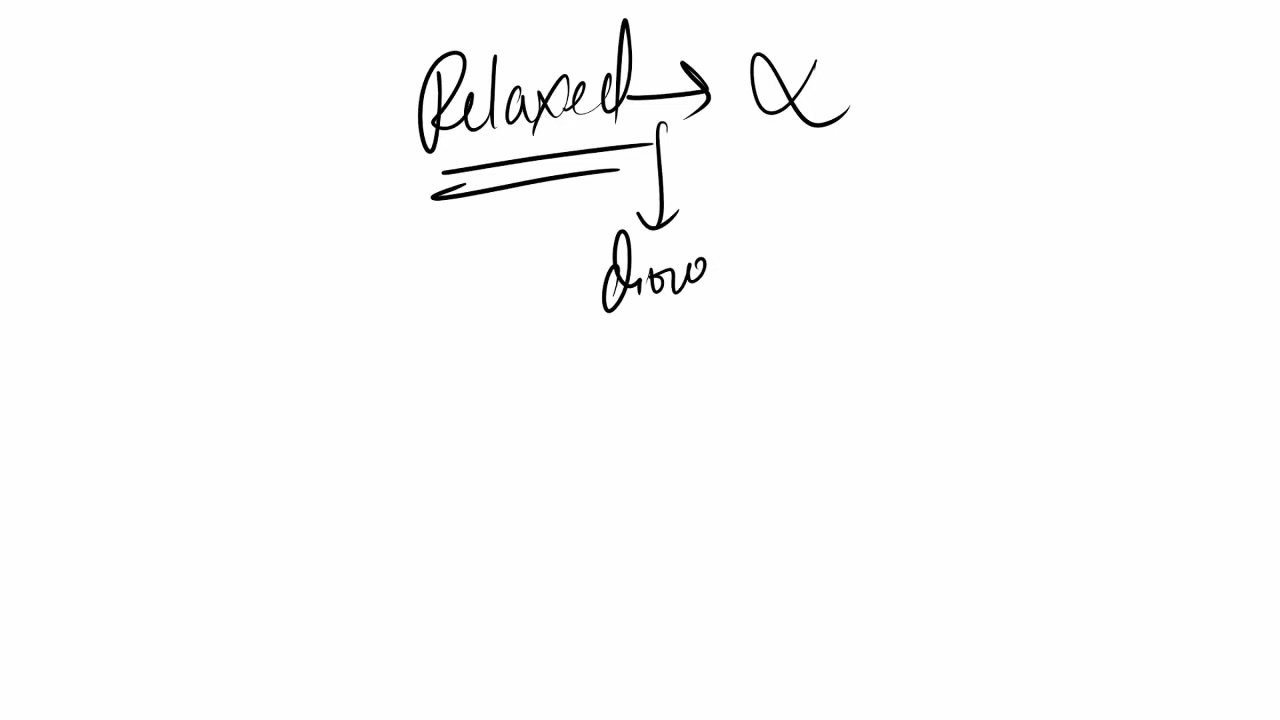 Relaxed → α
↓